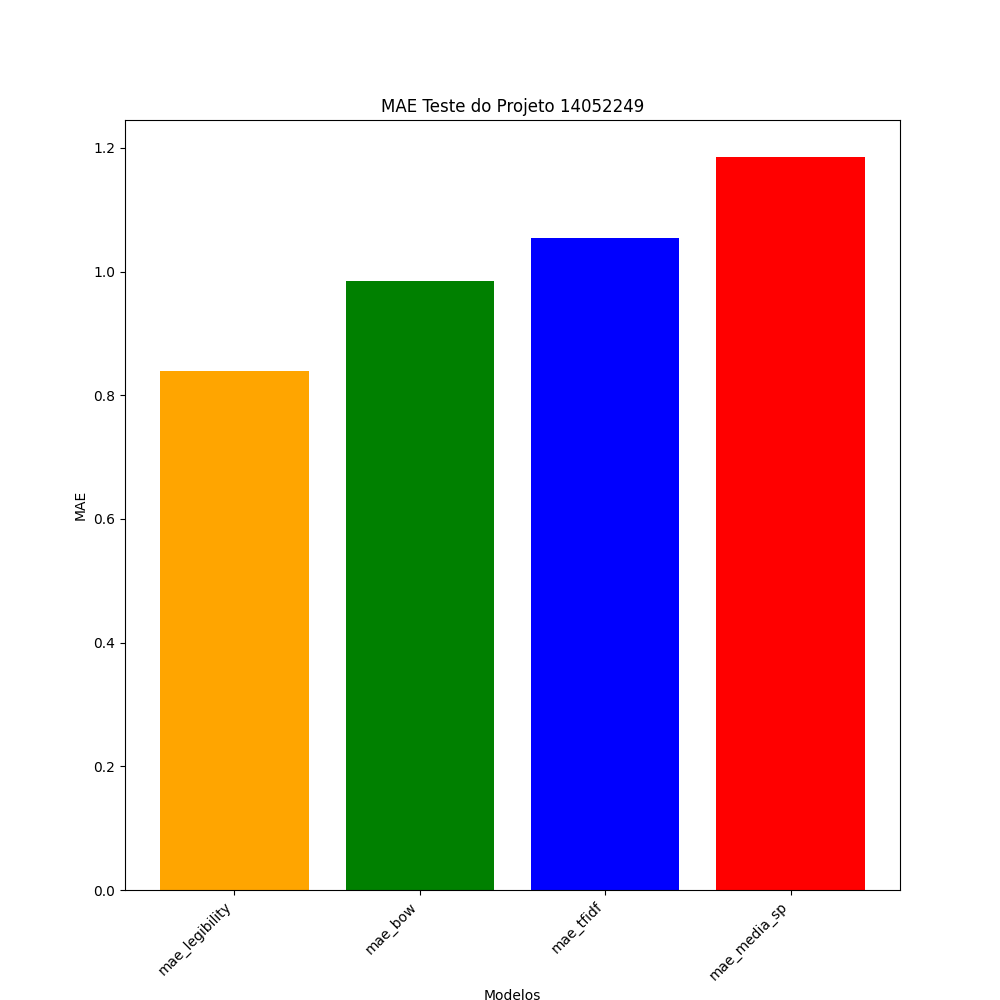 MAE Teste do Projeto 14052249
1.2
1.0
0.8
0.6
0.4
0.2
0.0
MAE
mae_legibility
mae_bow
mae_tfidf
mae_media_sp
Modelos